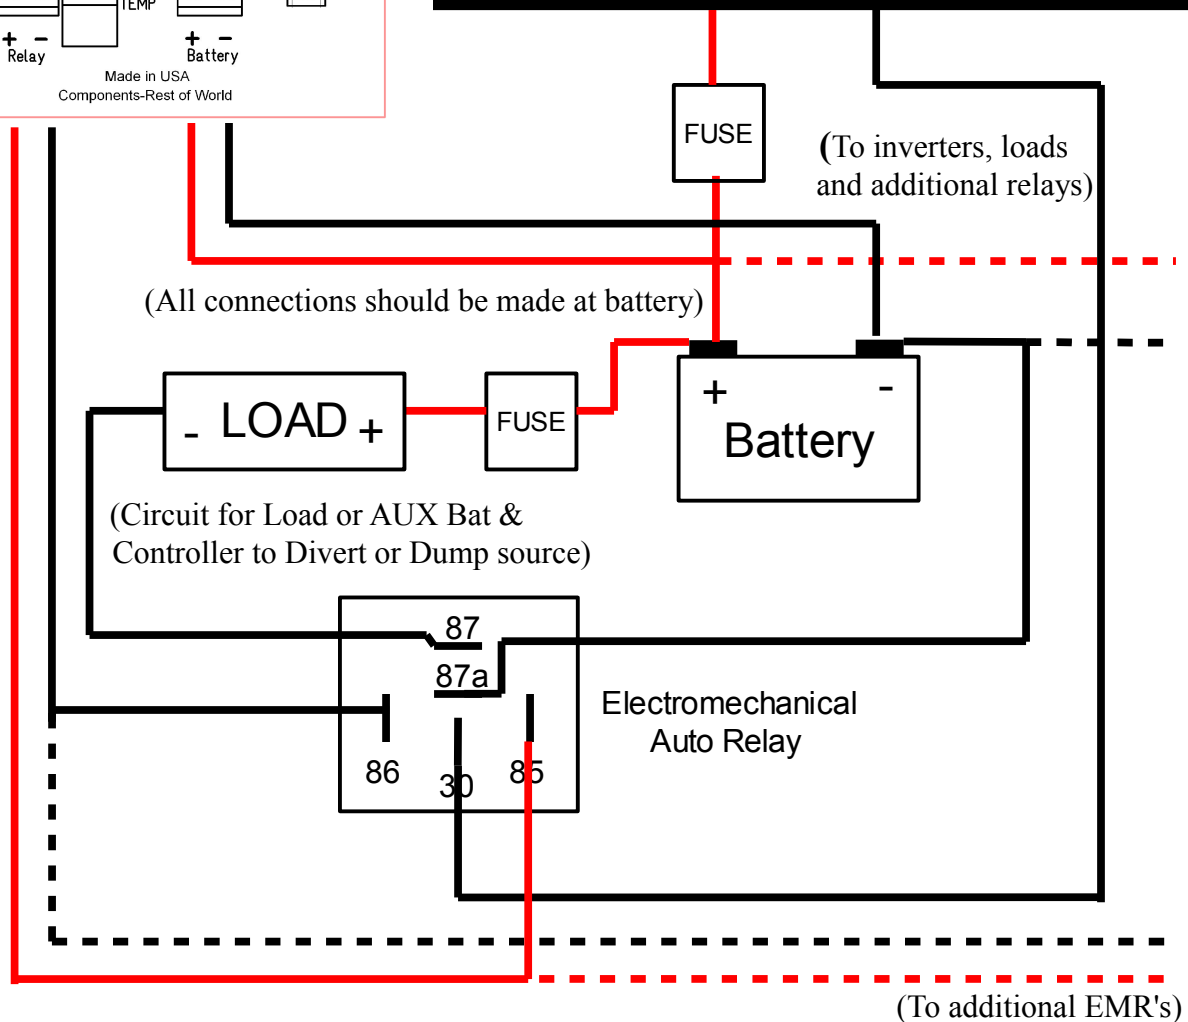 TEMP
+ - + -
Relay Battery
Made in USA
Components-Rest of World
FUSE
(To inverters, loads
and additional relays)
(All connections should be made at battery)
- LOAD +
FUSE
+ -
Battery
(Circuit for Load or AUX Bat &
Controller to Divert or Dump source)
87
87a
86
30
85
Electromechanical
Auto Relay
(To additional EMR's)